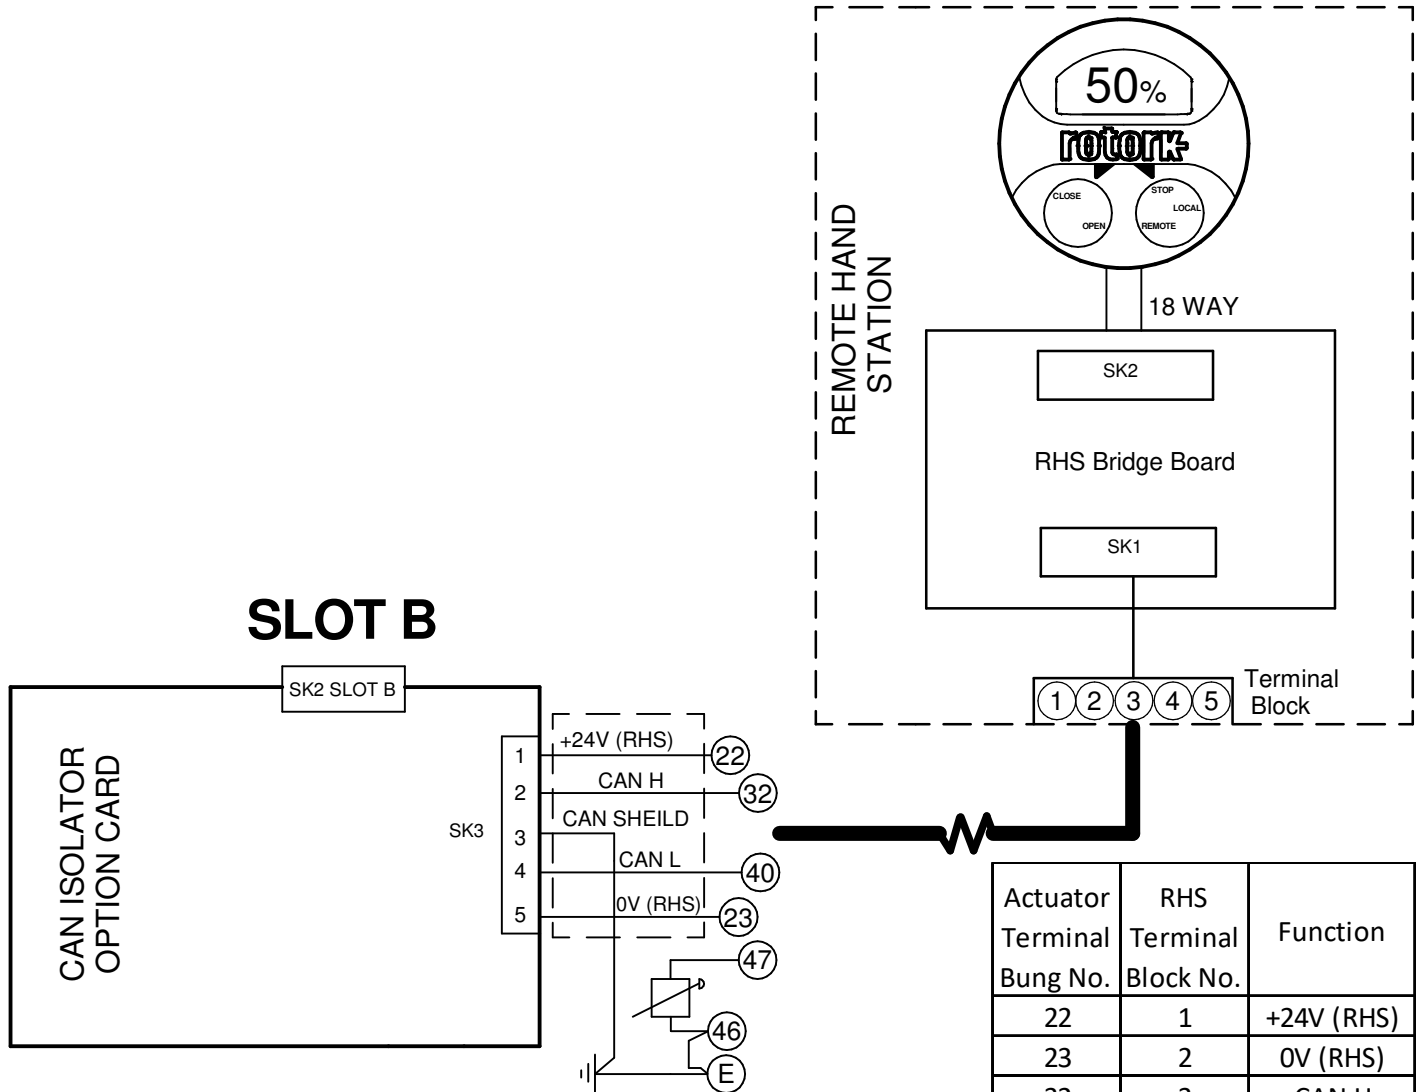 50%
rotork
CLOSE
OPEN
STOP
LOCAL
REMOTE
REMOTE HAND
STATION
18 WAY
SK2
RHS Bridge Board
SK1
1 2 3 4 5
Terminal
Block
SLOT B
SK2 SLOT B
CAN ISOLATOR
OPTION CARD
SK3
1 +24V (RHS) 22
2 CAN H 32
3 CAN SHEILD
4 CAN L 40
5 0V (RHS) 23
47
46
E
Actuator Terminal Bung No. RHS Terminal Block No. Function
22 1 +24V (RHS)
23 2 0V (RHS)